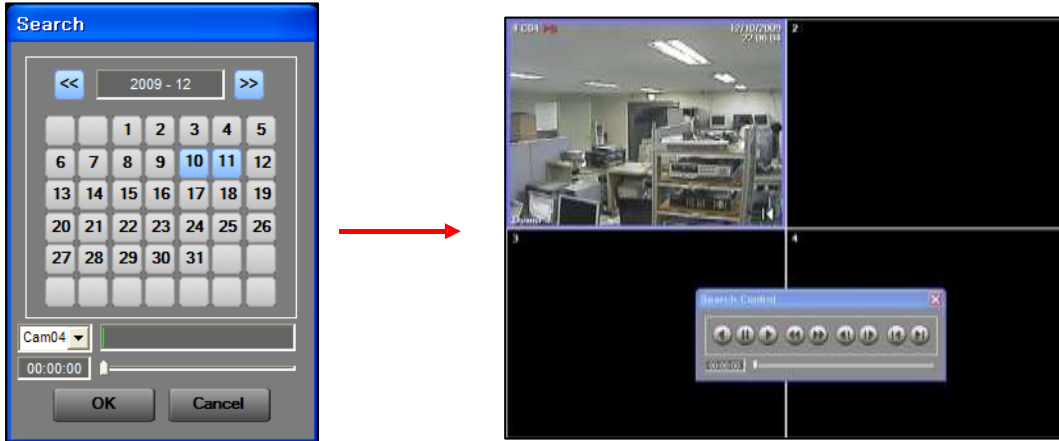 Search
<< 2009 - 12 >>
1 2 3 4 5
6 7 8 9 10 11 12
13 14 15 16 17 18 19
20 21 22 23 24 25 26
27 28 29 30 31
Cam04
00:00:00
OK Cancel
12/10/2009
2
3
4
Search Control
00:00:00